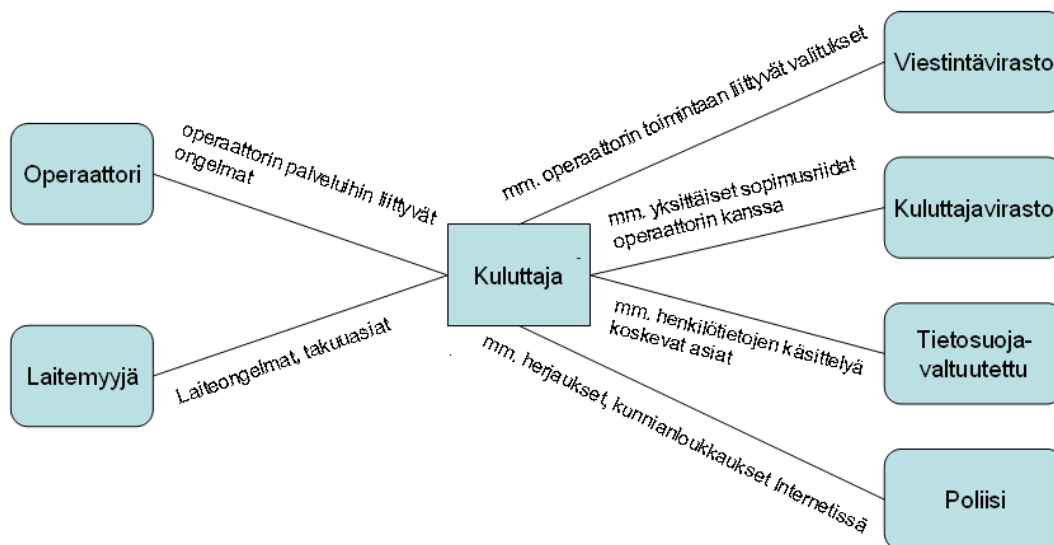 Operaattori
operaattorin palveluihin liittyvät
ongelmat
Laitemyyjä
Laiteongelmat, takuuasiat
Kuluttaja
mm. operaattorin toimintaan liittyvät valitukset
Viestintävirasto
mm. yksittäiset sopimusriidat
operaattorin kanssa
Kuluttajavirasto
mm. henkilötietojen käsittelyä
koskevat asiat
Tietosuoja-
valtuutettu
mm. herjaukset, kunnianloukkaukset Internetissä
Poliisi